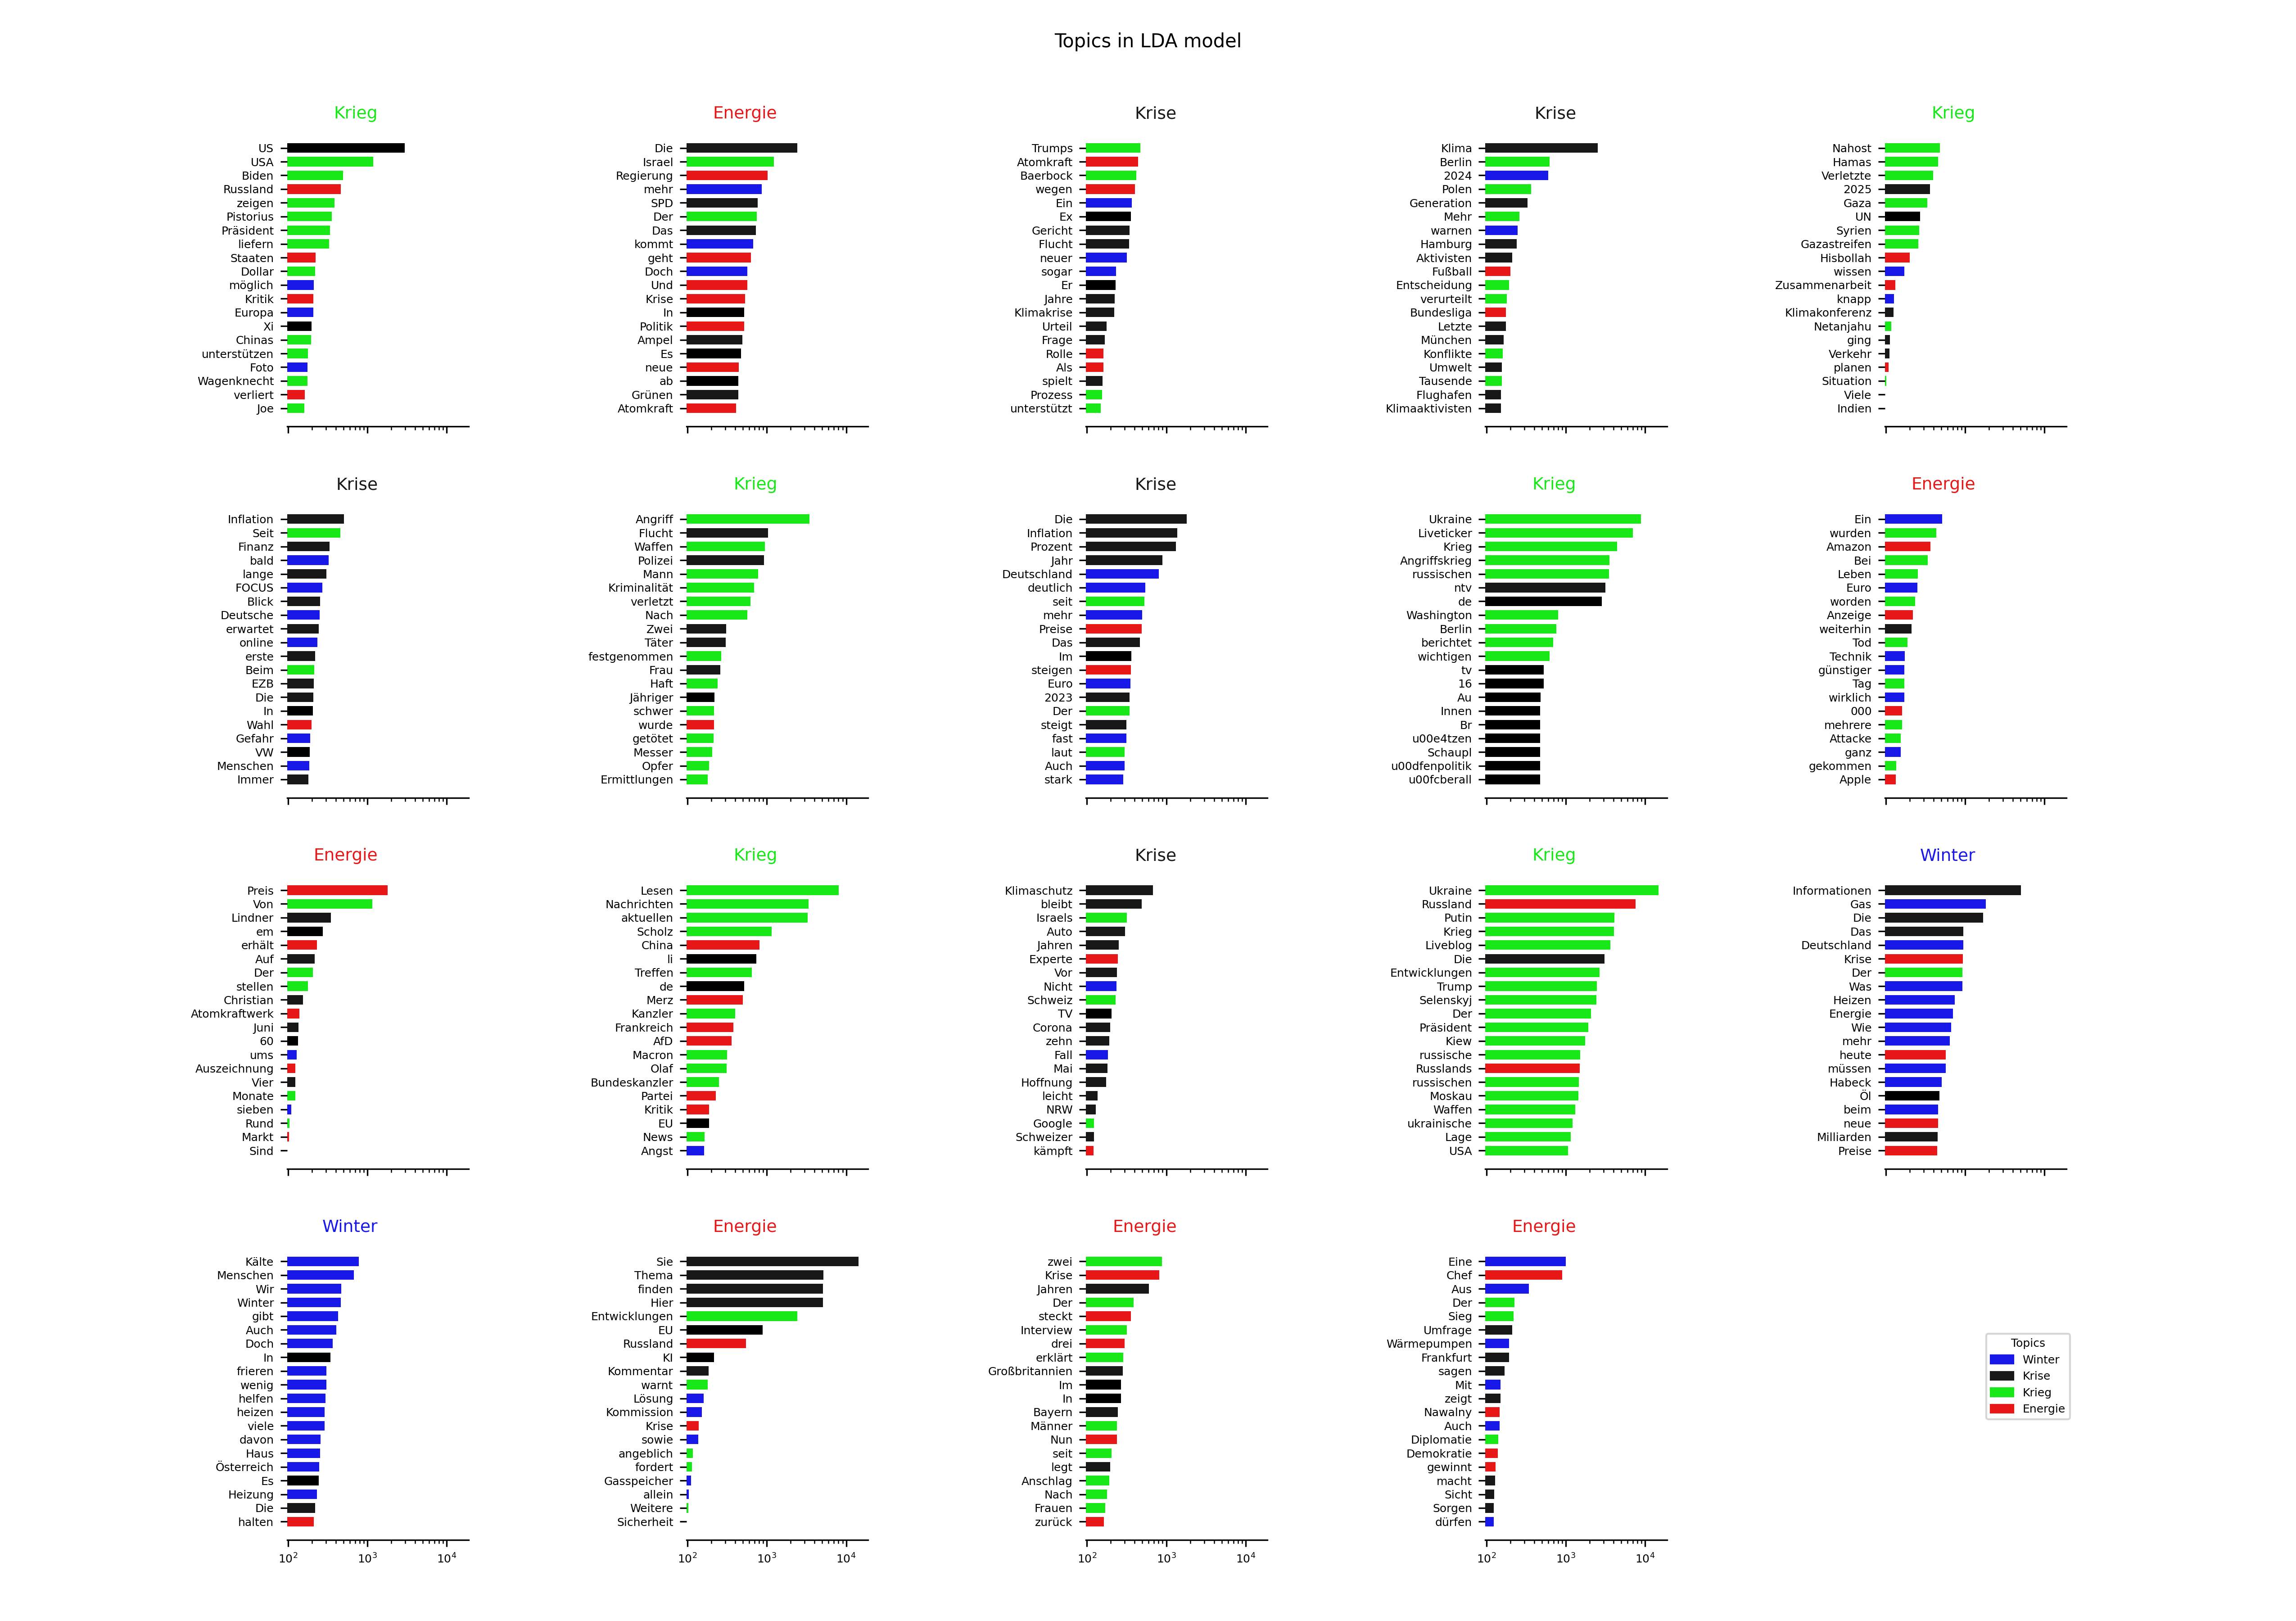 Topics in LDA model
Krieg
US
USA
Biden
Russland
zeigen
Pistorius
Präsident
liefern
Staaten
Dollar
möglich
Kritik
Europa
Xi
Chinas
unterstützen
Foto
Wagenknecht
verliert
Joe
Energie
Die
Israel
Regierung
mehr
SPD
Der
Das
kommt
geht
Doch
Und
Krise
In
Politik
Ampel
Es
neue
ab
Grünen
Atomkraft
Krise
Trumps
Atomkraft
Baerbock
wegen
Ein
Ex
Gericht
Flucht
neuer
sogar
Er
Jahre
Klimakrise
Urteil
Frage
Rolle
Als
spielt
Prozess
unterstützt
Krise
Klima
Berlin
2024
Polen
Generation
Mehr
warnen
Hamburg
Aktivisten
Fußball
Entscheidung
verurteilt
Bundesliga
Letzte
München
Konflikte
Umwelt
Tausende
Flughafen
Klimaaktivisten
Krieg
Nahost
Hamas
Verletzte
2025
Gaza
UN
Syrien
Gazastreifen
Hisbollah
wissen
Zusammenarbeit
knapp
Klimakonferenz
Netanjahu
ging
Verkehr
planen
Situation
Viele
Indien
Krise
Inflation
Seit
Finanz
bald
lange
FOCUS
Blick
Deutsche
erwartet
online
erste
Beim
EZB
Die
In
Wahl
Gefahr
VW
Menschen
Immer
Krieg
Angriff
Flucht
Waffen
Polizei
Mann
Kriminalität
verletzt
Nach
Zwei
Täter
festgenommen
Frau
Haft
Jähriger
schwer
wurde
getötet
Messer
Opfer
Ermittlungen
Krise
Die
Inflation
Prozent
Jahr
Deutschland
deutlich
seit
mehr
Preise
Das
Im
steigen
Euro
2023
Der
steigt
fast
laut
Auch
stark
Krieg
Ukraine
Liveticker
Krieg
Angriffskrieg
russischen
ntv
de
Washington
Berlin
berichtet
wichtigen
tv
16
Au
Innen
Br
u00e4tzen
Schaupl
u00dfenpolitik
u00fcberall
Energie
Ein
wurden
Amazon
Bei
Leben
Euro
worden
Anzeige
weiterhin
Tod
Technik
günstiger
Tag
wirklich
000
mehrere
Attacke
ganz
gekommen
Apple
Energie
Preis
Von
Lindner
em
erhält
Auf
Der
stellen
Christian
Atomkraftwerk
Juni
60
ums
Auszeichnung
Vier
Monate
sieben
Rund
Markt
Sind
Krieg
Lesen
Nachrichten
aktuellen
Scholz
China
li
Treffen
de
Merz
Kanzler
Frankreich
AfD
Macron
Olaf
Bundeskanzler
Partei
Kritik
EU
News
Angst
Krise
Klimaschutz
bleibt
Israels
Auto
Jahren
Experte
Vor
Nicht
Schweiz
TV
Corona
zehn
Fall
Mai
Hoffnung
leicht
NRW
Google
Schweizer
kämpft
Krieg
Ukraine
Russland
Putin
Krieg
Liveblog
Die
Entwicklungen
Trump
Selenskyj
Der
Präsident
Kiew
russische
Russlands
russischen
Moskau
Waffen
ukrainische
Lage
USA
Winter
Informationen
Gas
Die
Das
Deutschland
Krise
Der
Was
Heizen
Energie
Wie
mehr
heute
müssen
Habeck
Öl
beim
neue
Milliarden
Preise
Winter
Kälte
Menschen
Wir
Winter
gibt
Auch
Doch
In
frieren
wenig
helfen
heizen
viele
davon
Haus
Österreich
Es
Heizung
Die
halten
10² 10³ 10⁴
Energie
Sie
Thema
finden
Hier
Entwicklungen
EU
Russland
KI
Kommentar
warnt
Lösung
Kommission
Krise
sowie
angeblich
fordert
Gasspeicher
allein
Weitere
Sicherheit
10² 10³ 10⁴
Energie
zwei
Krise
Jahren
Der
steckt
Interview
drei
erklärt
Großbritannien
Im
In
Bayern
Männer
Nun
seit
legt
Anschlag
Nach
Frauen
zurück
10² 10³ 10⁴
Energie
Eine
Chef
Aus
Der
Sieg
Umfrage
Wärmepumpen
Frankfurt
sagen
Mit
zeigt
Nawalny
Auch
Diplomatie
Demokratie
gewinnt
macht
Sicht
Sorgen
dürfen
10² 10³ 10⁴
Topics
Winter
Krise
Krieg
Energie